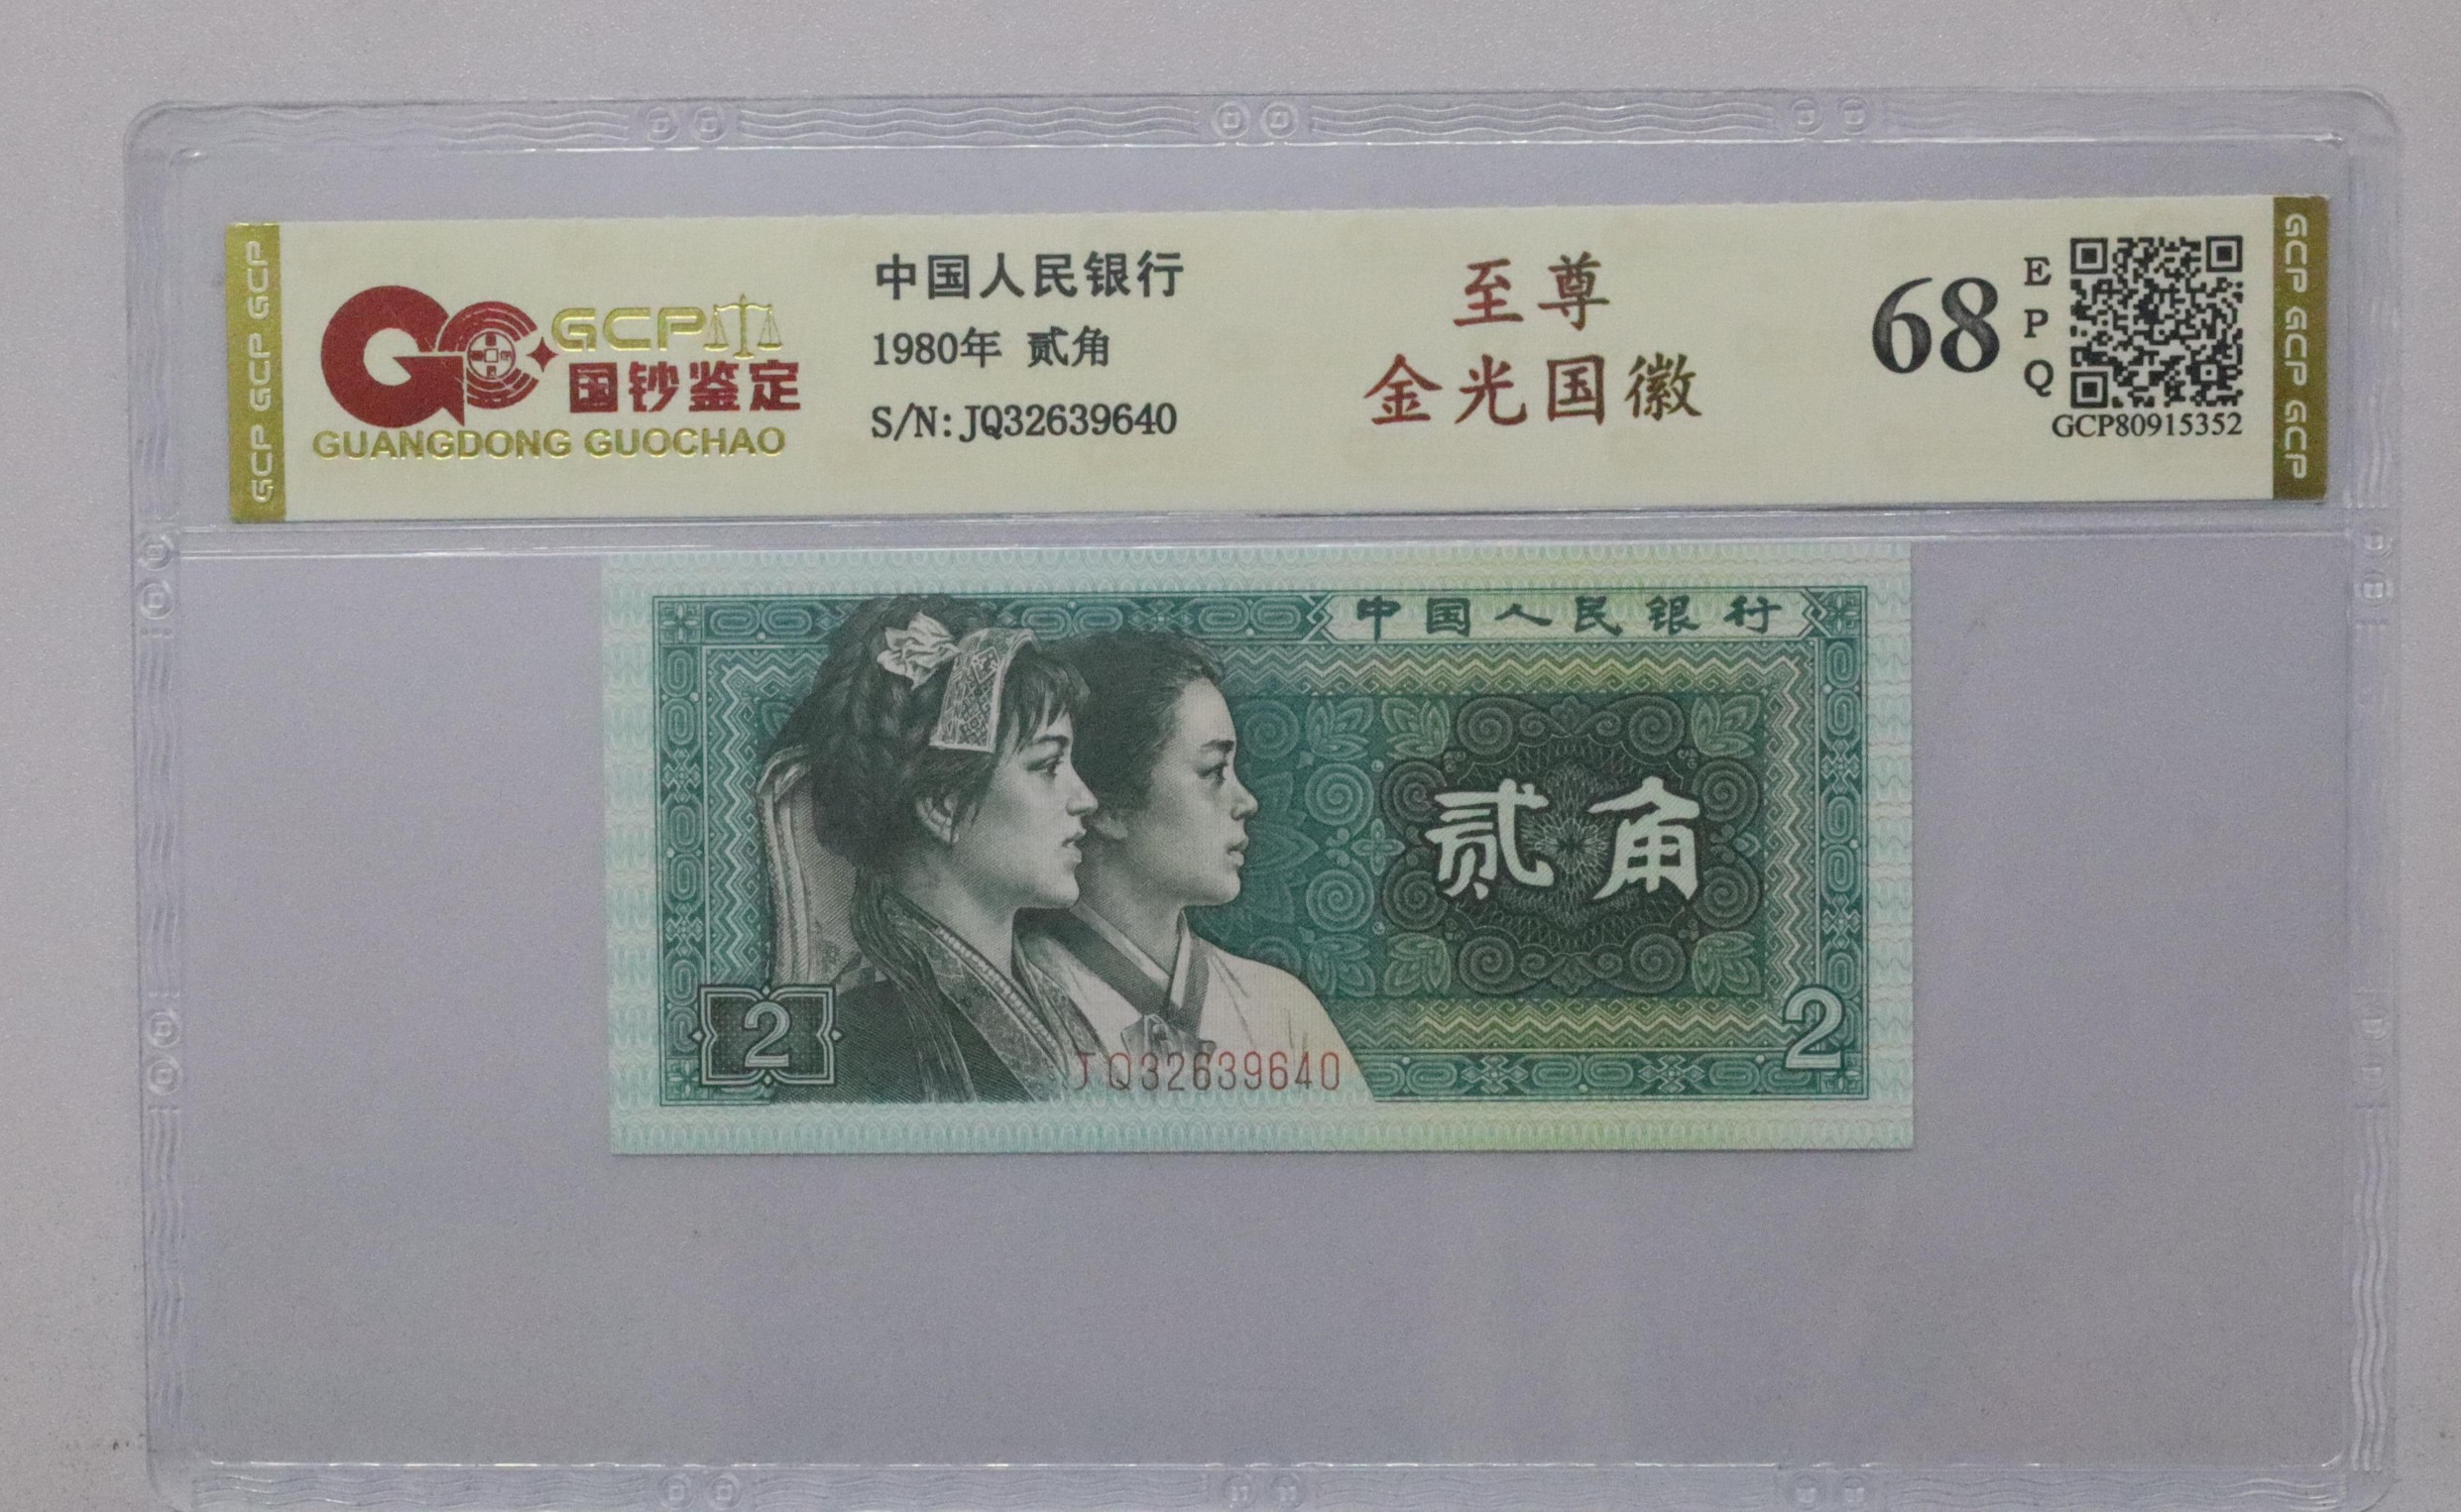 GCP GCP GCP
GCP
国钞鉴定
GUANGDONG GUOCHAO
中国人民银行
1980年 贰角
S/N:JQ32639640
至尊
金光国徽
68
EPQ
GCP80915352
GCP GCP GCP
中国人民银行
贰角
2
2
JQ32639640